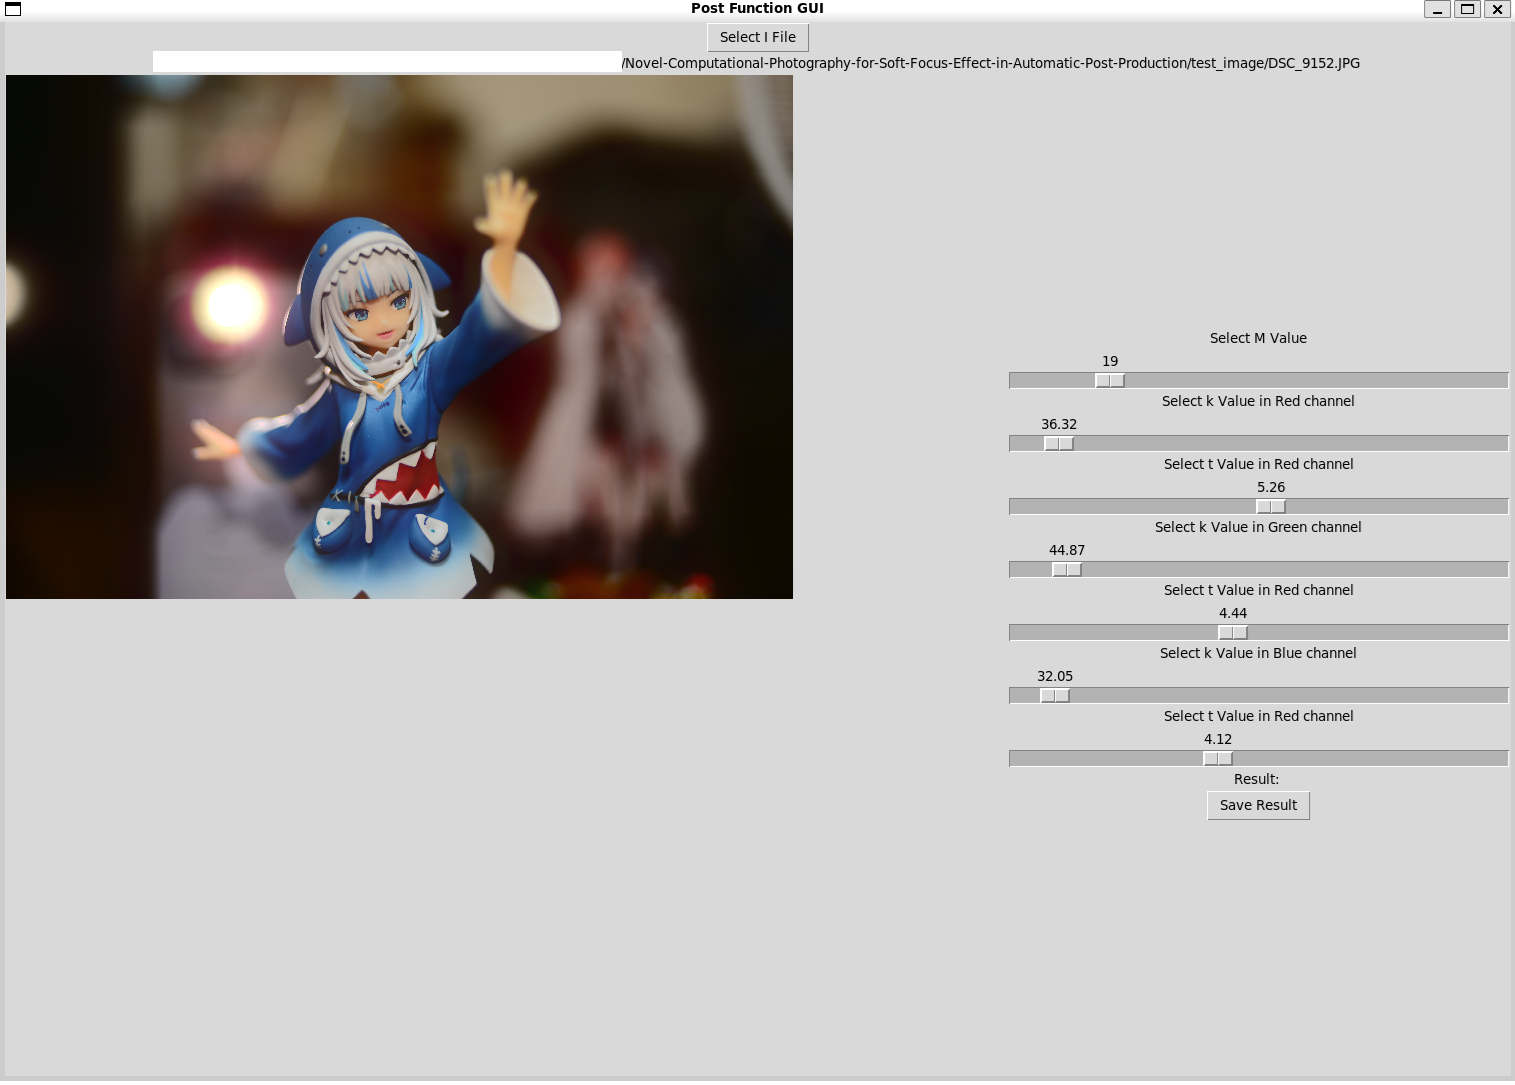 Post Function GUI
Select I File
/Novel-Computational-Photography-for-Soft-Focus-Effect-in-Automatic-Post-Production/test_image/DSC_9152.JPG
Select M Value
19
Select k Value in Red channel
36.32
Select t Value in Red channel
5.26
Select k Value in Green channel
44.87
Select t Value in Red channel
4.44
Select k Value in Blue channel
32.05
Select t Value in Red channel
4.12
Result:
Save Result